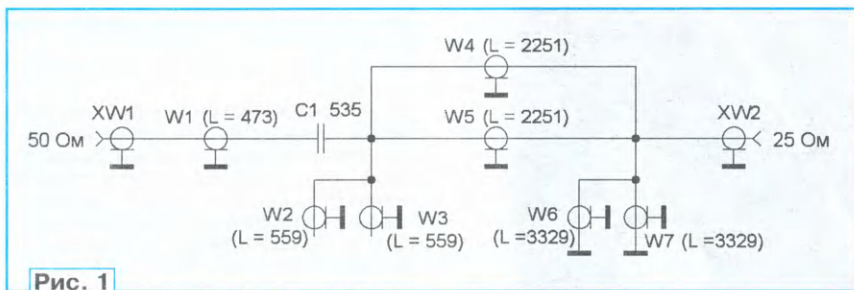 W4 (L = 2251)
XW1
W1 (L = 473)
C1 535
W5 (L = 2251)
XW2
50 Ом
25 Ом
W2
(L = 559)
W3
(L = 559)
W6
(L =3329)
W7 (L =3329)
Рис. 1